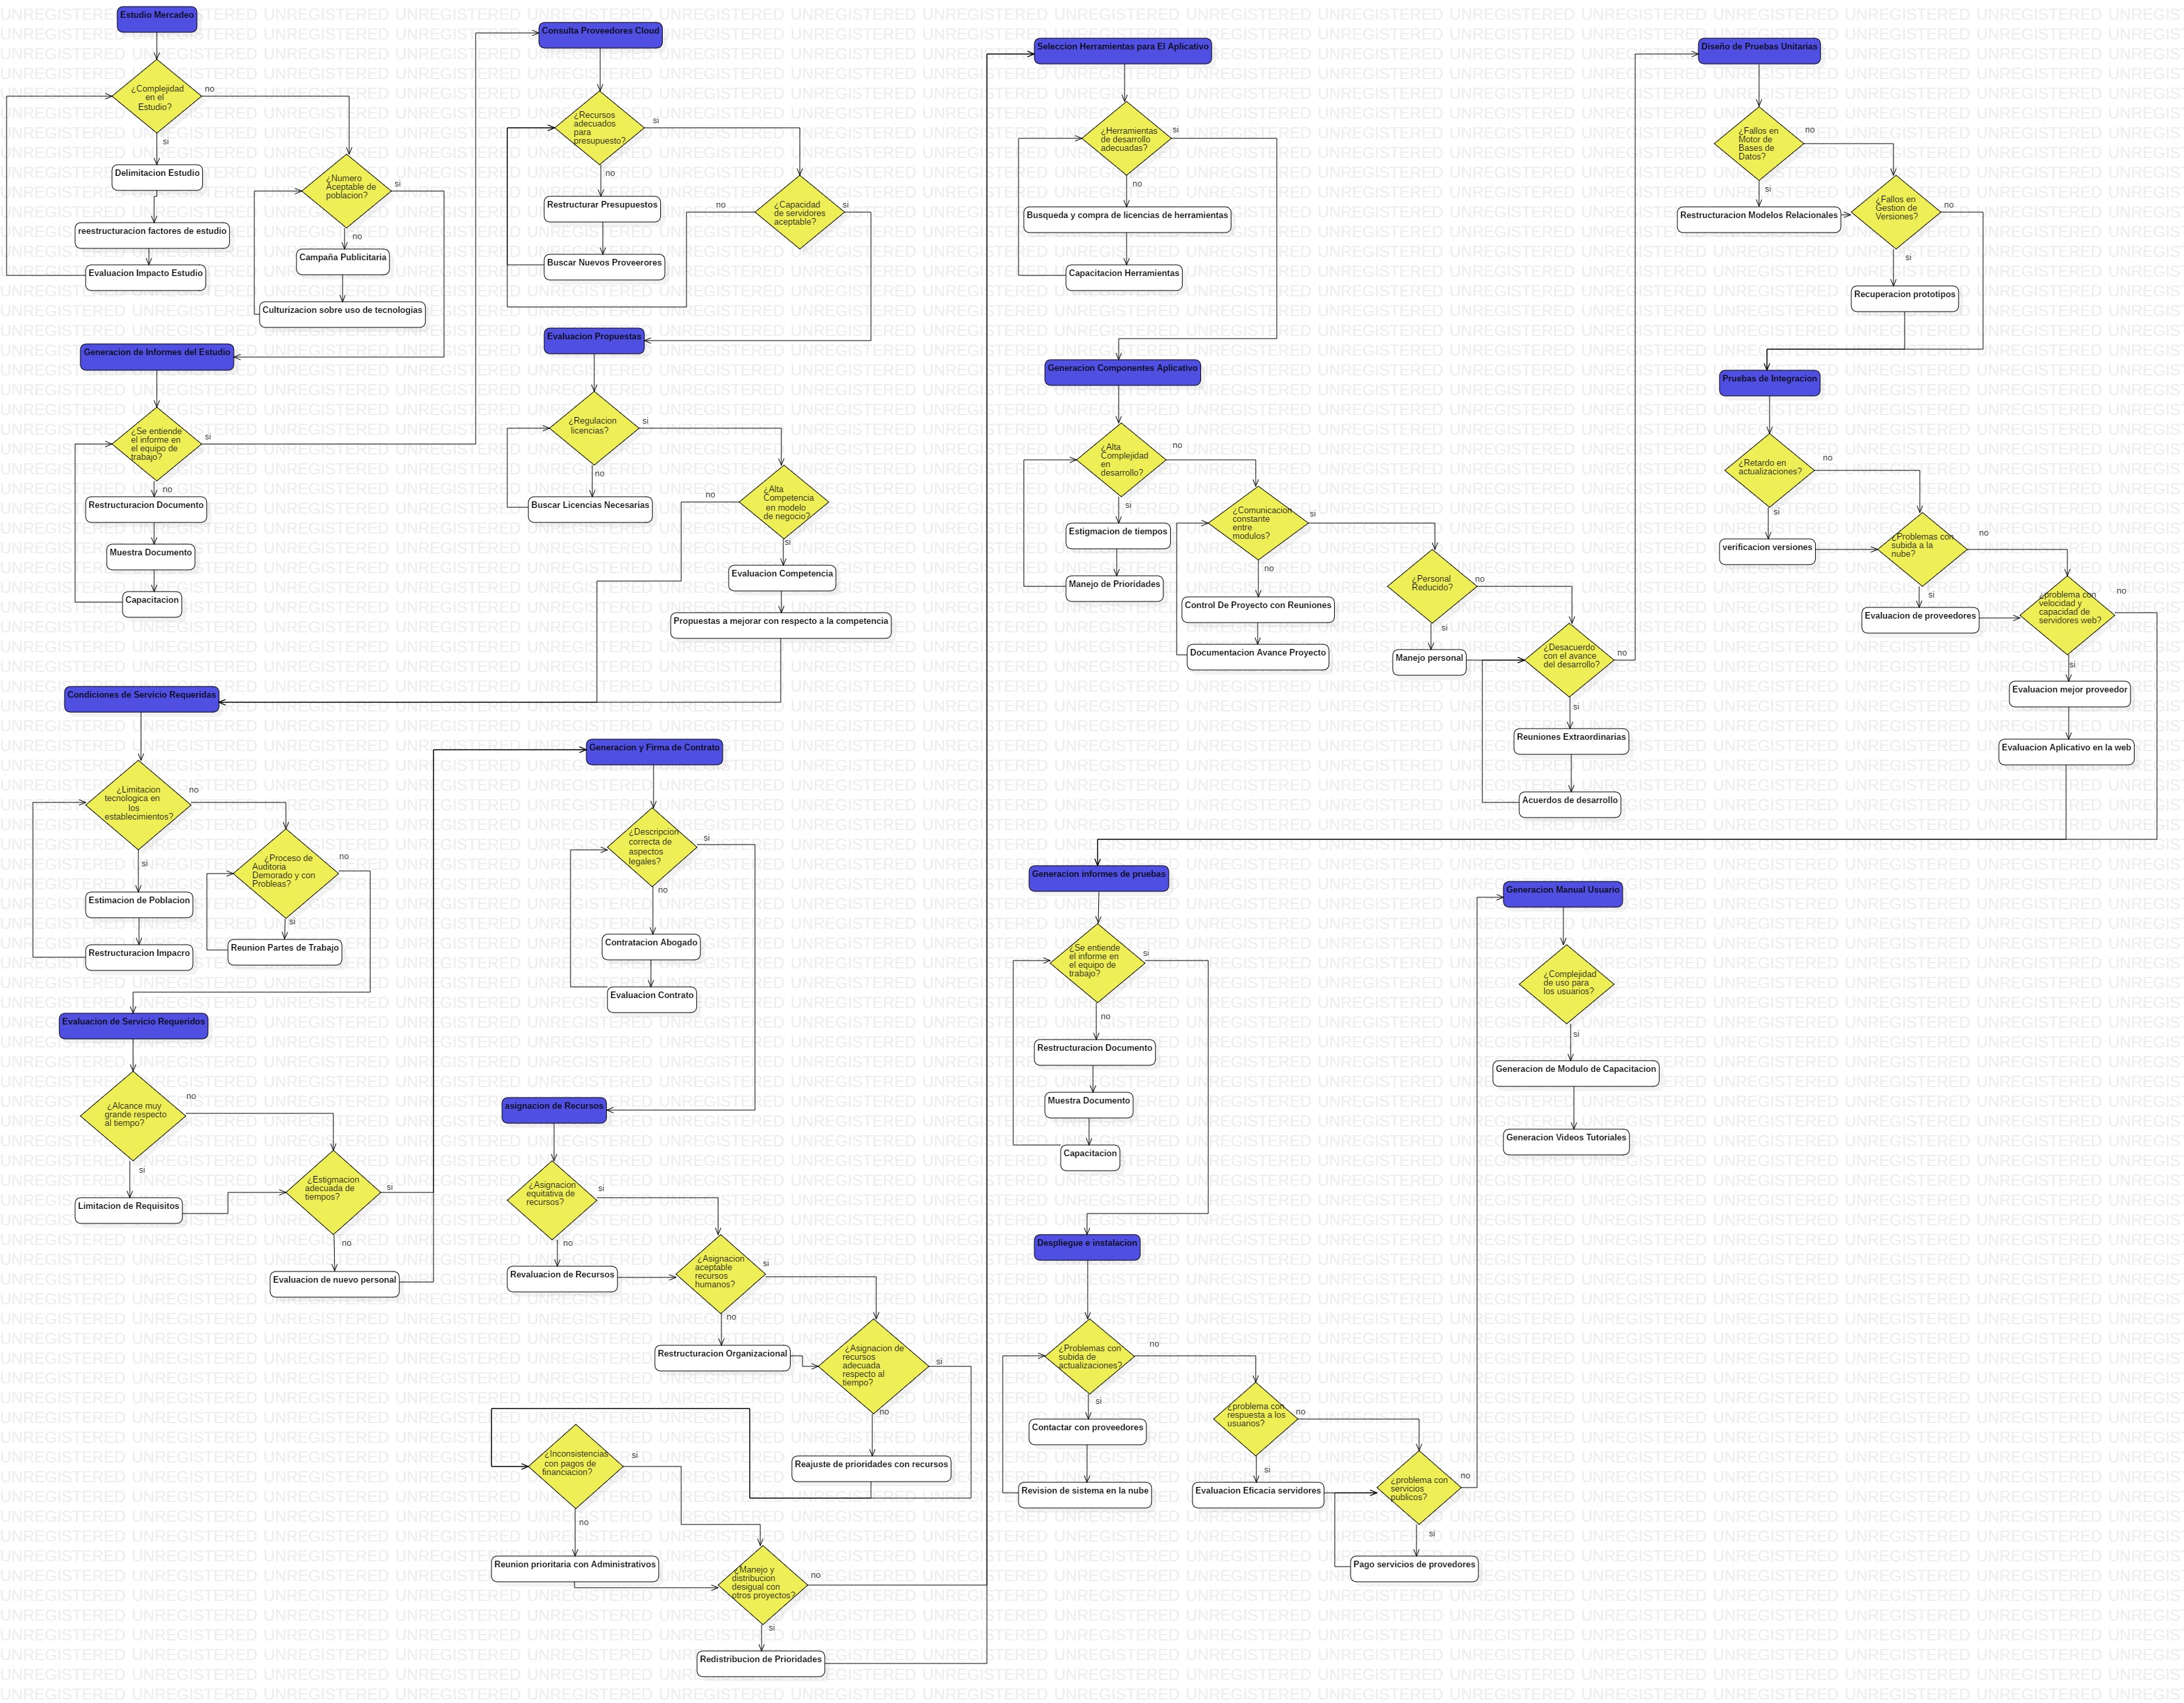 Estudio Mercadeo
¿Complejidad
en el
Estudio?
no
si
Delimitacion Estudio
reestructuracion factores de estudio
Evaluacion Impacto Estudio
¿Numero
Aceptable de
poblacion?
si
no
Campaña Publicitaria
Culturizacion sobre uso de tecnologias
Generacion de Informes del Estudio
¿Se entiende
el informe en
el equipo de
trabajo?
si
no
Restructuracion Documento
Muestra Documento
Capacitacion
Consulta Proveedores Cloud
¿Recursos
adecuados
para
presupuesto?
si
no
Restructurar Presupuestos
Buscar Nuevos Proveerores
¿Capacidad
de servidores
aceptable?
no
si
Evaluacion Propuestas
¿Regulacion
licencias?
si
no
Buscar Licencias Necesarias
¿Alta
Competencia
en modelo
de negocio?
no
si
Evaluacion Competencia
Propuestas a mejorar con respecto a la competencia
Condiciones de Servicio Requeridas
¿Limitacion
tecnologica en
los
establecimientos?
no
si
Estimacion de Poblacion
Restructuracion Impacro
¿Proceso de
Auditoria
Demorado y con
Probleas?
no
si
Reunion Partes de Trabajo
Evaluacion de Servicio Requeridos
¿Alcance muy
grande respecto
al tiempo?
no
si
Limitacion de Requisitos
¿Estigmacion
adecuada de
tiempos?
si
no
Evaluacion de nuevo personal
Generacion y Firma de Contrato
¿Descripcion
correcta de
aspectos
legales?
si
no
Contratacion Abogado
Evaluacion Contrato
asignacion de Recursos
¿Asignacion
equitativa de
recursos?
si
no
Revaluacion de Recursos
¿Asignacion
aceptable
recursos
humanos?
si
no
Restructuracion Organizacional
¿Asignacion de
recursos
adecuada
respecto al
tiempo?
si
no
Reajuste de prioridades con recursos
¿Inconsistencias
con pagos de
financiacion?
si
no
Reunion prioritaria con Administrativos
¿Manejo y
distribucion
desigual con
otros proyectos?
no
si
Redistribucion de Prioridades
Seleccion Herramientas para El Aplicativo
¿Herramientas
de desarrollo
adecuadas?
si
no
Busqueda y compra de licencias de herramientas
Capacitacion Herramientas
Generacion Componentes Aplicativo
¿Alta
Complejidad
en
desarrollo?
no
si
Estigmacion de tiempos
Manejo de Prioridades
¿Comunicacion
constante
entre
modulos?
si
no
Control De Proyecto con Reuniones
Documentacion Avance Proyecto
¿Personal
Reducido?
no
si
Manejo personal
¿Desacuerdo
con el avance
del desarrollo?
no
si
Reuniones Extraordinarias
Acuerdos de desarrollo
Diseño de Pruebas Unitarias
¿Fallos en
Motor de
Bases de
Datos?
no
si
Restructuracion Modelos Relacionales
¿Fallos en
Gestion de
Versiones?
no
si
Recuperacion prototipos
Pruebas de Integracion
¿Retardo en
actualizaciones?
no
si
verificacion versiones
¿Problemas con
subida a la
nube?
no
si
Evaluacion de proveedores
¿problema con
velocidad y
capacidad de
servidores web?
no
si
Evaluacion mejor proveedor
Evaluacion Aplicativo en la web
Generacion informes de pruebas
¿Se entiende
el informe en
el equipo de
trabajo?
si
no
Restructuracion Documento
Muestra Documento
Capacitacion
Despliegue e instalacion
¿Problemas con
subida de
actualizaciones?
no
si
Contactar con proveedores
Revision de sistema en la nube
¿problema con
respuesta a los
usuarios?
no
si
Evaluacion Eficacia servidores
¿problema con
servicios
publicos?
no
si
Pago servicios de provedores
Generacion Manual Usuario
¿Complejidad
de uso para
los usuarios?
si
Generacion de Modulo de Capacitacion
Generacion Videos Tutoriales
UNREGISTERED